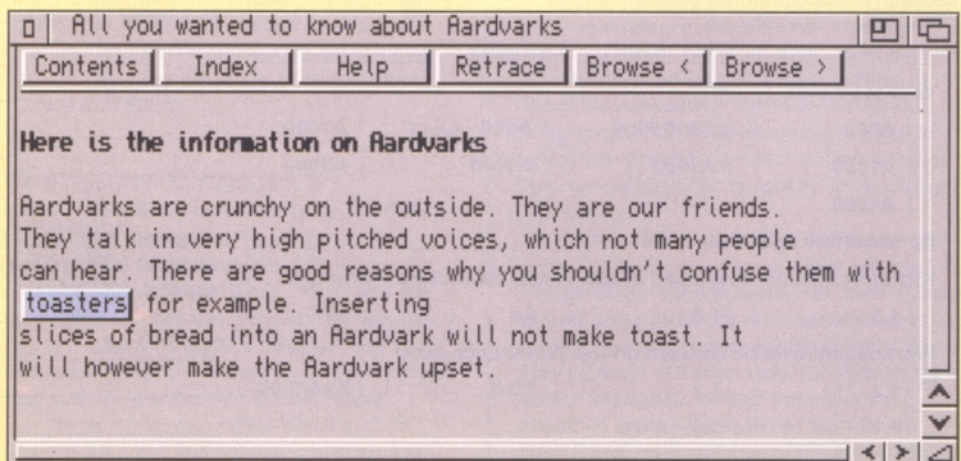 All you wanted to know about Aardvarks
Contents Index Help Retrace Browse < Browse >
Here is the information on Aardvarks
Aardvarks are crunchy on the outside. They are our friends.
They talk in very high pitched voices, which not many people
can hear. There are good reasons why you shouldn't confuse them with
toasters for example. Inserting
slices of bread into an Aardvark will not make toast. It
will however make the Aardvark upset.